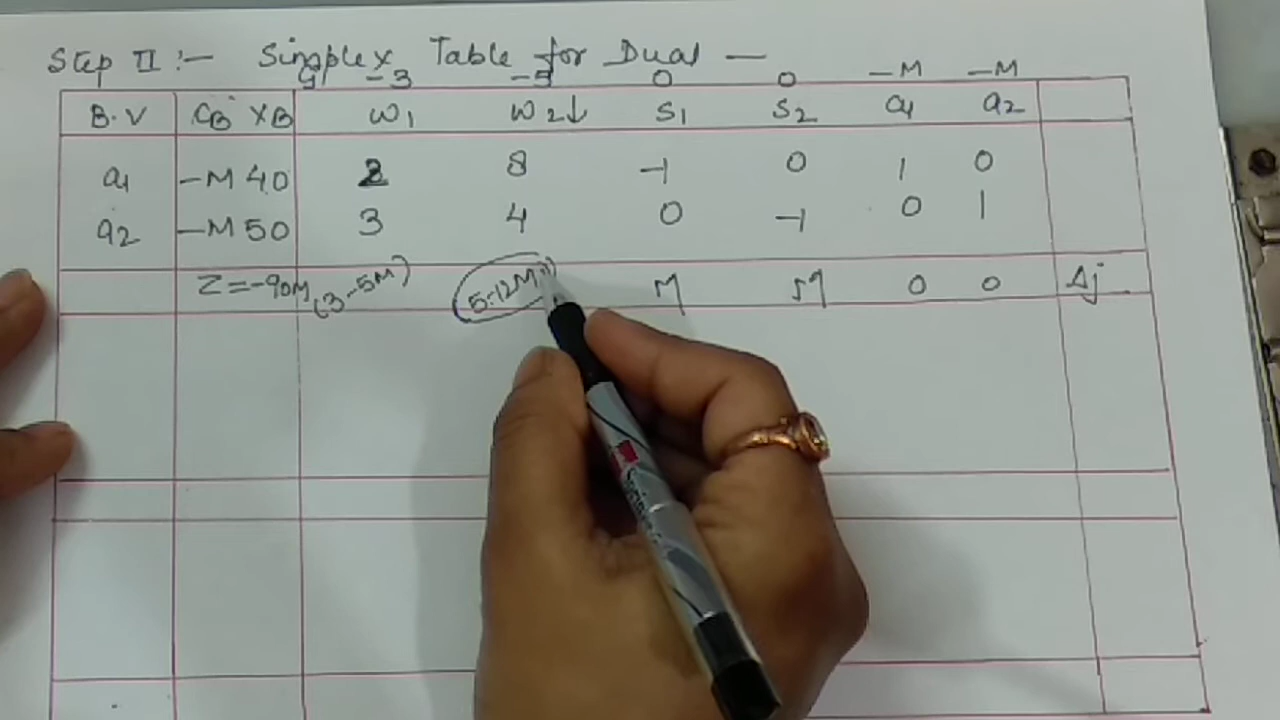 Step II :- Simplex Table for Dual —
Cj -3 -5 0 0 -M -M
B.V CB XB W1 W2↓ S1 S2 a1 a2
a1 -M 40 2 8 -1 0 1 0
a2 -M 50 3 4 0 -1 0 1
Z = -90M (3-5M) 5-12M M M 0 0 Δj